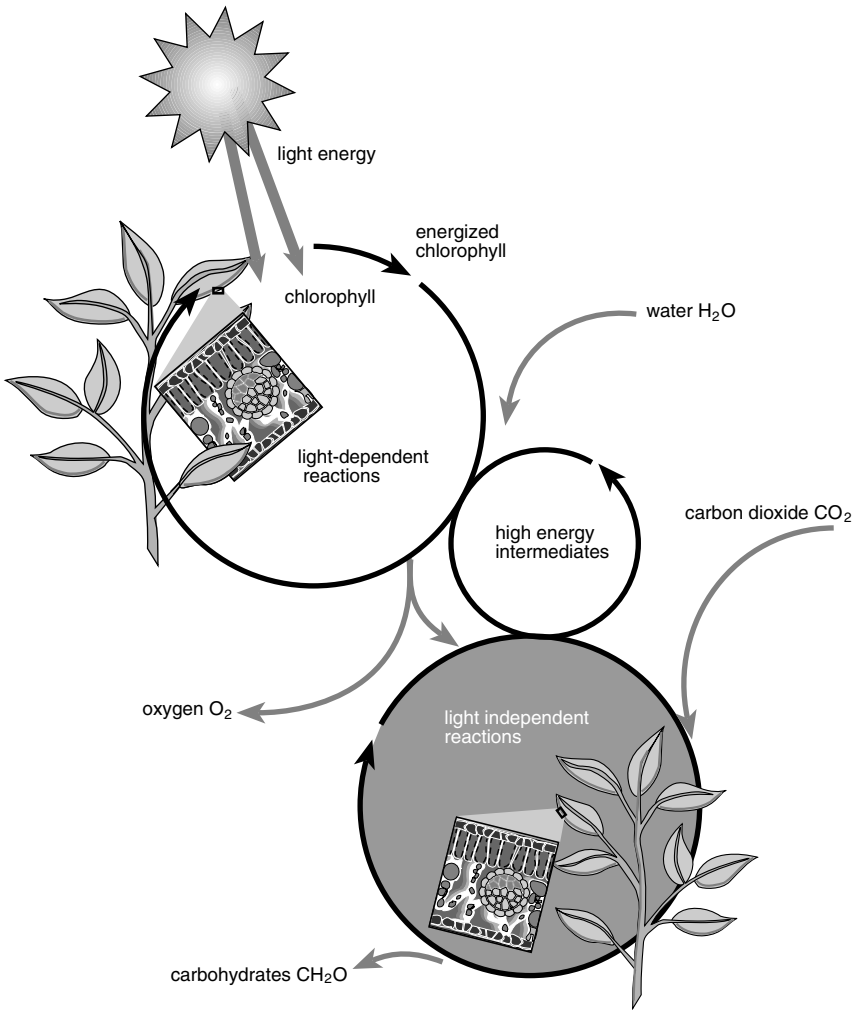 light energy
energized
chlorophyll
chlorophyll
water H₂O
light-dependent
reactions
high energy
intermediates
carbon dioxide CO₂
oxygen O₂
light independent
reactions
carbohydrates CH₂O